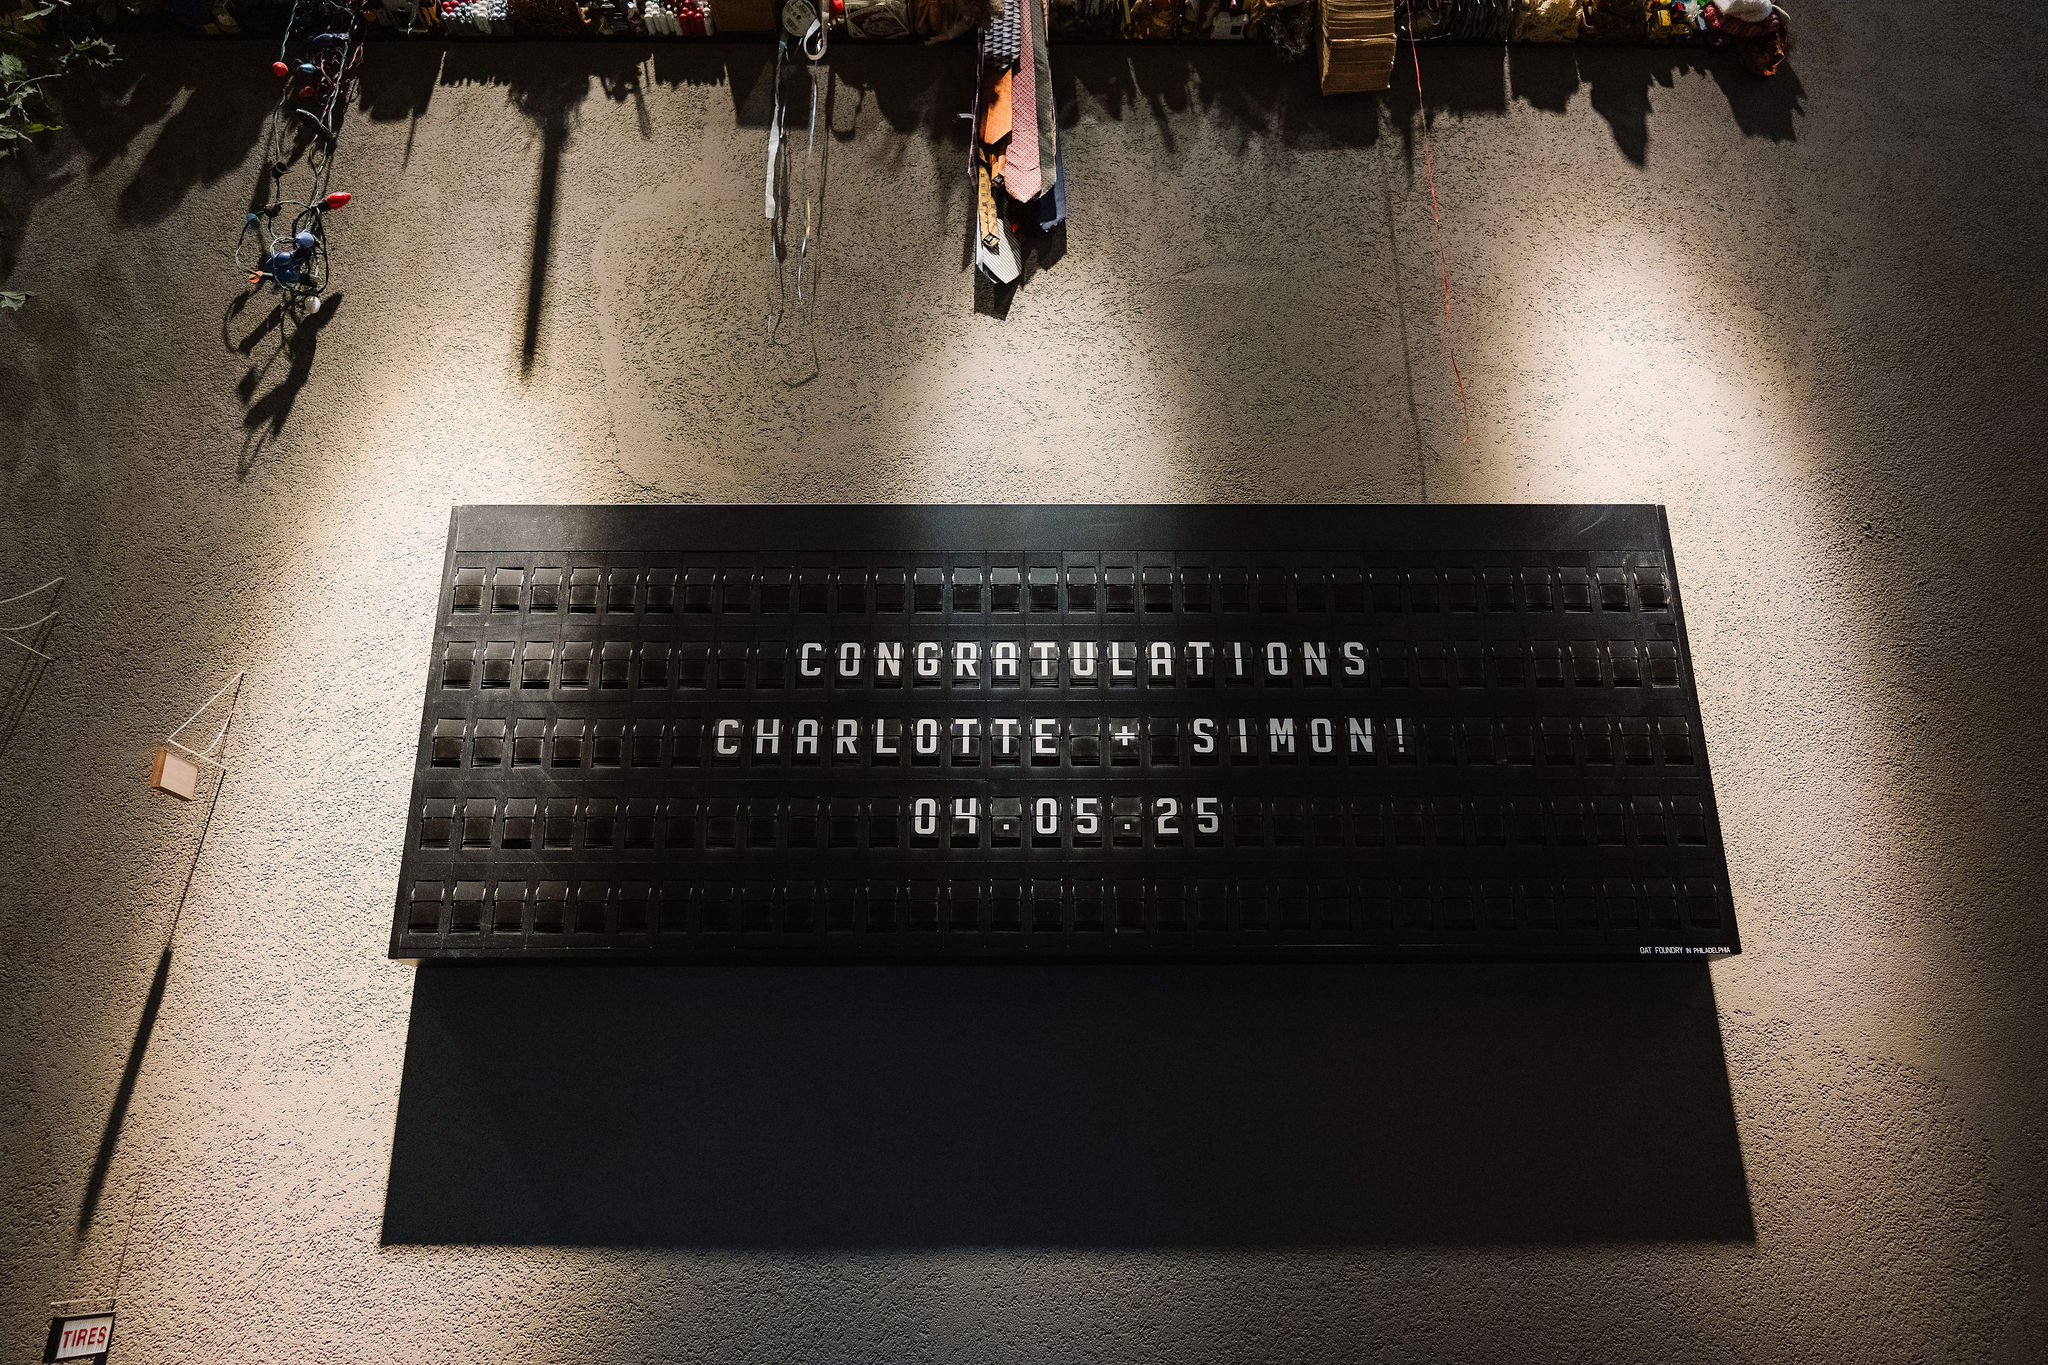 CONGRATULATIONS
CHARLOTTE + SIMON!
04.05.25
OAT FOUNDRY IN PHILADELPHIA
TIRES